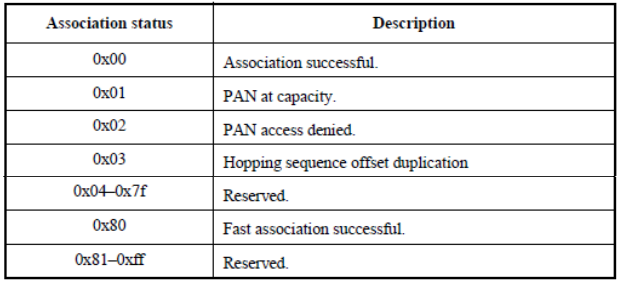 Association status Description
0x00 Association successful.
0x01 PAN at capacity.
0x02 PAN access denied.
0x03 Hopping sequence offset duplication
0x04–0x7f Reserved.
0x80 Fast association successful.
0x81–0xff Reserved.